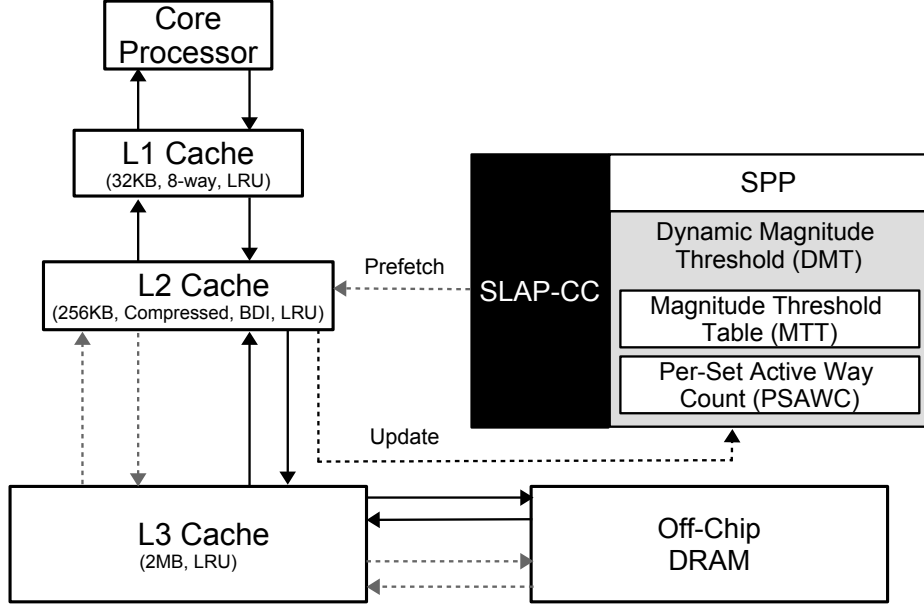 Core
Processor
L1 Cache
(32KB, 8-way, LRU)
L2 Cache
(256KB, Compressed, BDI, LRU)
Prefetch
SLAP-CC
SPP
Dynamic Magnitude
Threshold (DMT)
Magnitude Threshold
Table (MTT)
Per-Set Active Way
Count (PSAWC)
Update
L3 Cache
(2MB, LRU)
Off-Chip
DRAM